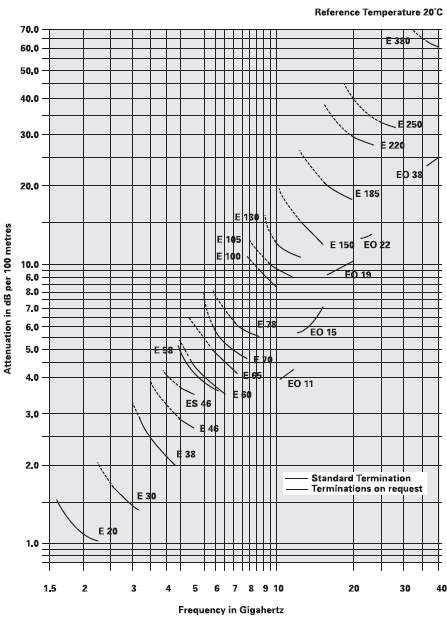 Reference Temperature 20°C
70.0
60.0
50.0
40.0
30.0
20.0
10.0
6.0
8.0
7.0
6.0
5.0
4.0
3.0
2.0
1.0
Attenuation in dB per 100 metres
E 380
E 250
E 220
EO 38
E 185
E 130
E 105
E 150
EO 22
E 100
EO 19
E 78
EO 15
E 58
E 70
E 65
EO 11
E 60
ES 46
E 46
E 38
E 30
E 20
Standard Termination
Terminations on request
1.5 2 3 4 5 6 7 8 9 10 20 30 40
Frequency in Gigahertz